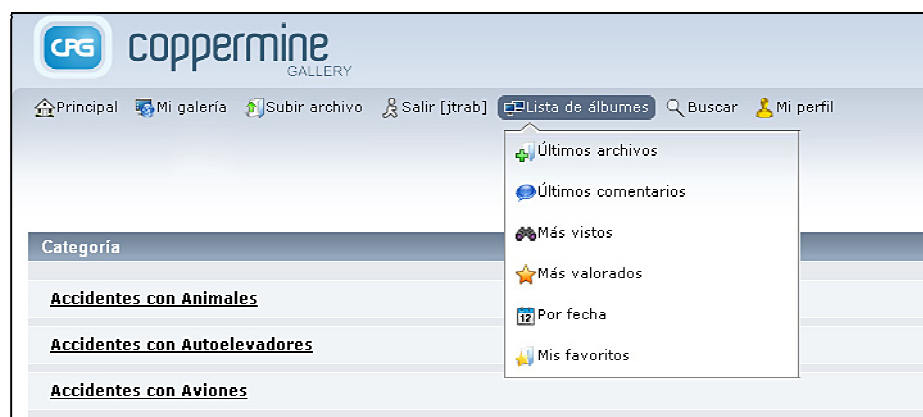 CPG coppermine
GALLERY
Principal Mi galería Subir archivo Salir [jtrab] Lista de álbumes Buscar Mi perfil
Últimos archivos
Últimos comentarios
Más vistos
Más valorados
12 Por fecha
Mis favoritos
Categoría
Accidentes con Animales
Accidentes con Autoelevadores
Accidentes con Aviones